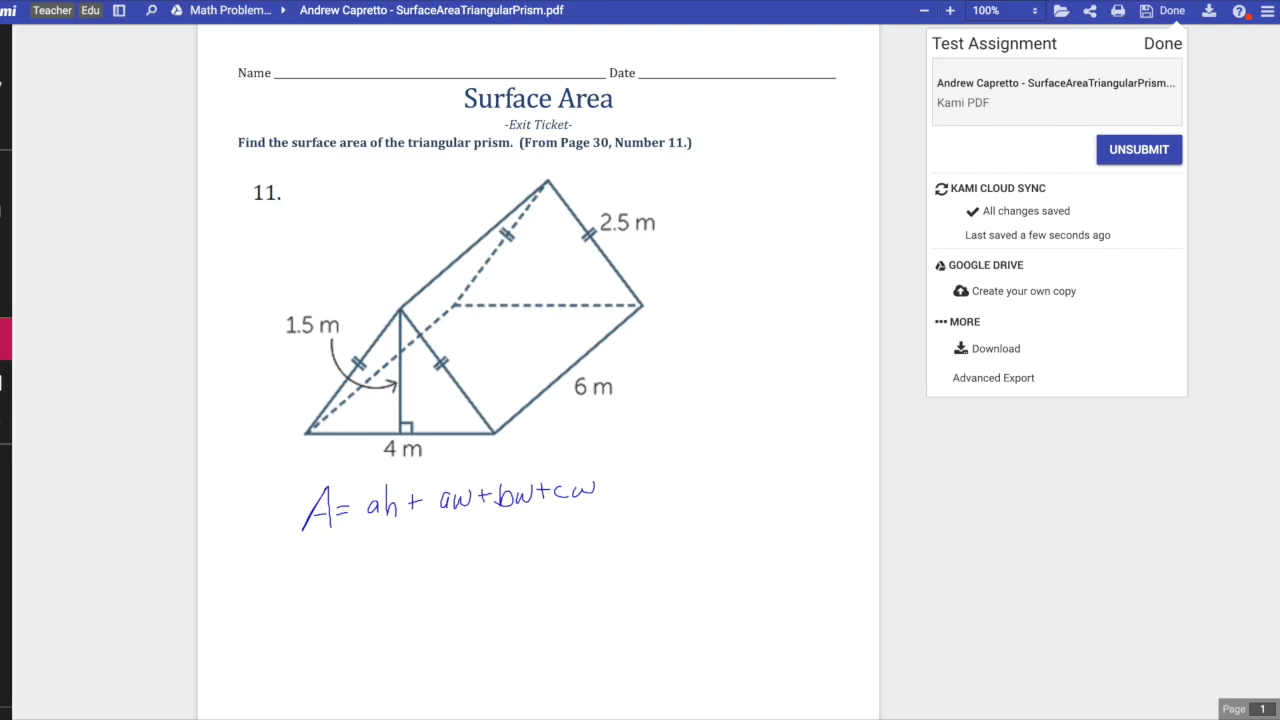 mi Teacher Edu Math Problem... Andrew Capretto - SurfaceAreaTriangularPrism.pdf 100% Done
Test Assignment Done
Andrew Capretto - SurfaceAreaTriangularPrism...
Kami PDF
UNSUBMIT
KAMI CLOUD SYNC
All changes saved
Last saved a few seconds ago
GOOGLE DRIVE
Create your own copy
MORE
Download
Advanced Export
Name Date
Surface Area
-Exit Ticket-
Find the surface area of the triangular prism. (From Page 30, Number 11.)
11.
2.5 m
1.5 m
6 m
4 m
A= ah + aw+bw+cw
Page 1